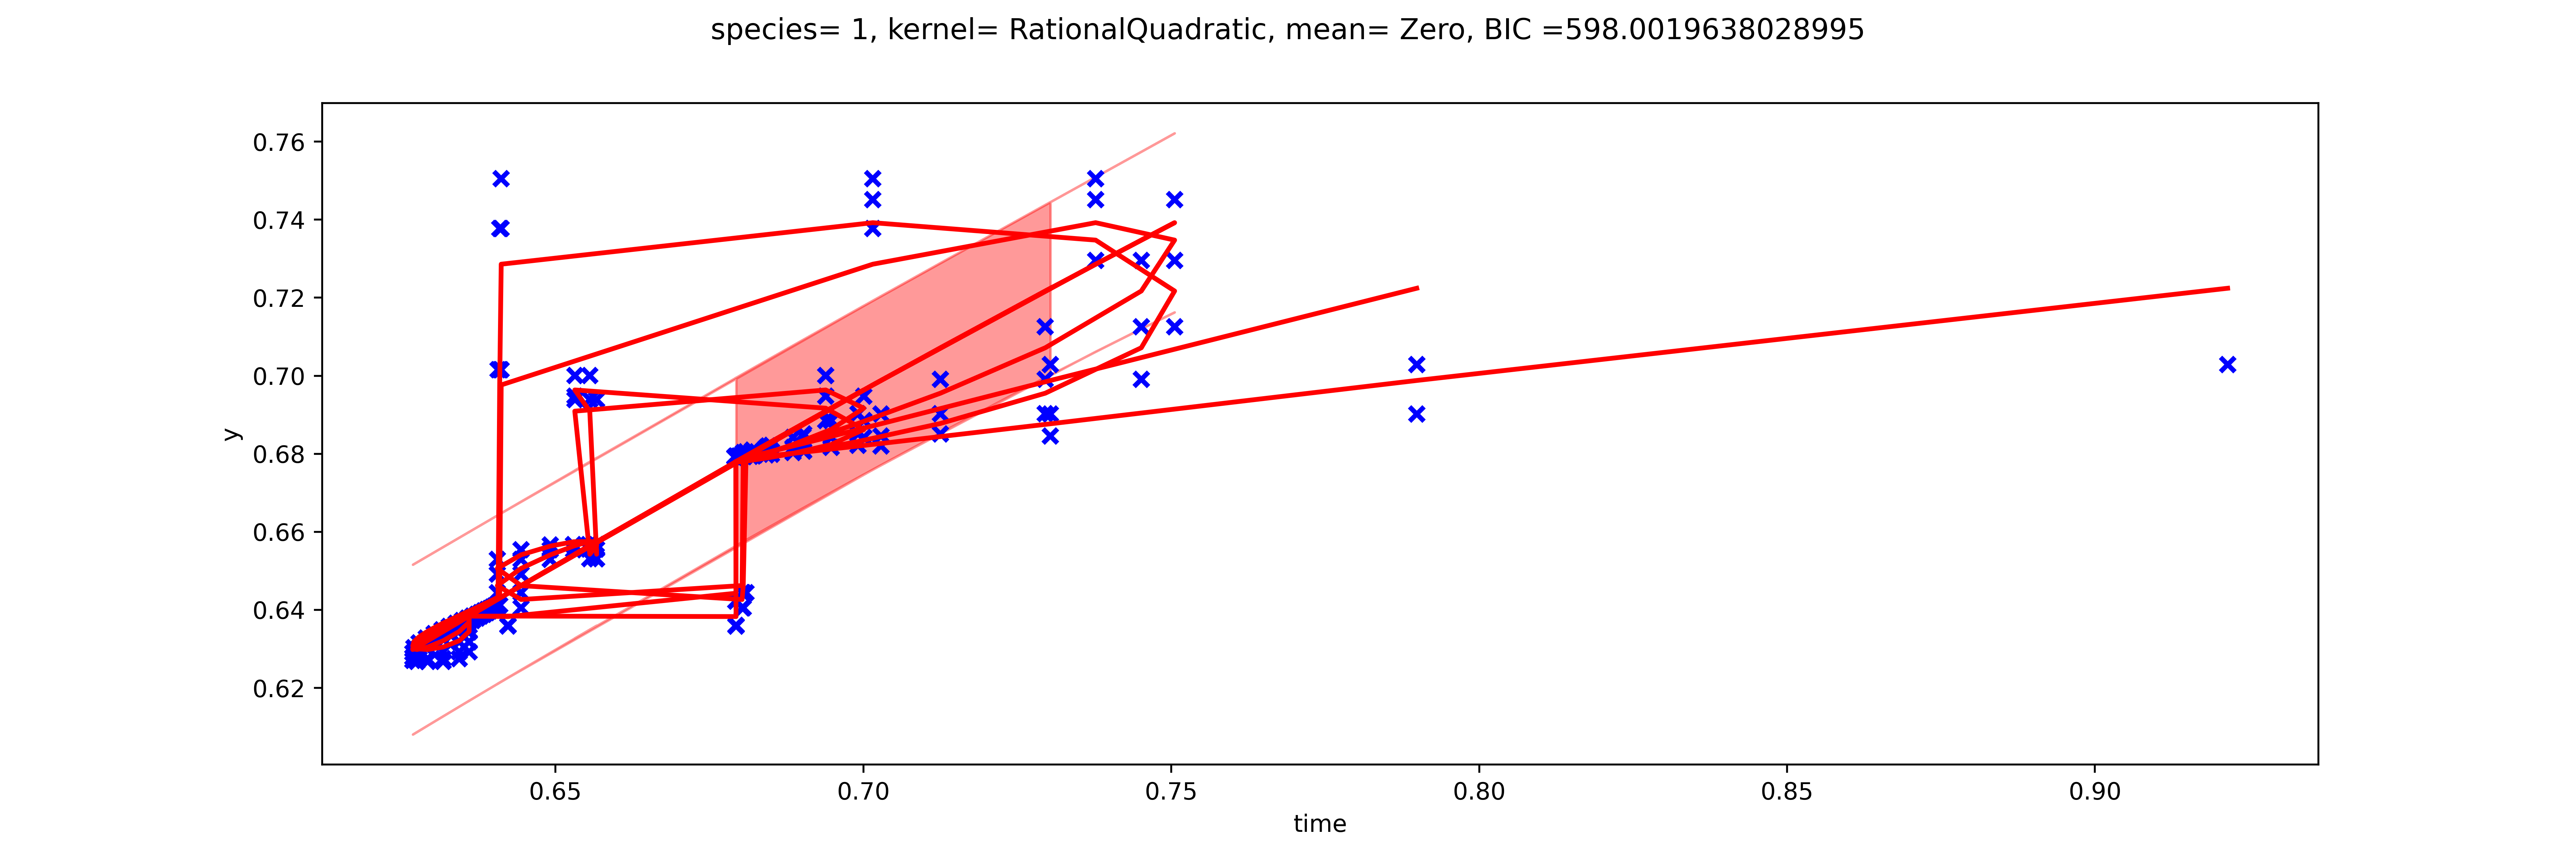 species= 1, kernel= RationalQuadratic, mean= Zero, BIC =598.0019638028995
0.76
0.74
0.72
0.70
0.68
0.66
0.64
0.62
y
0.65 0.70 0.75 0.80 0.85 0.90
time